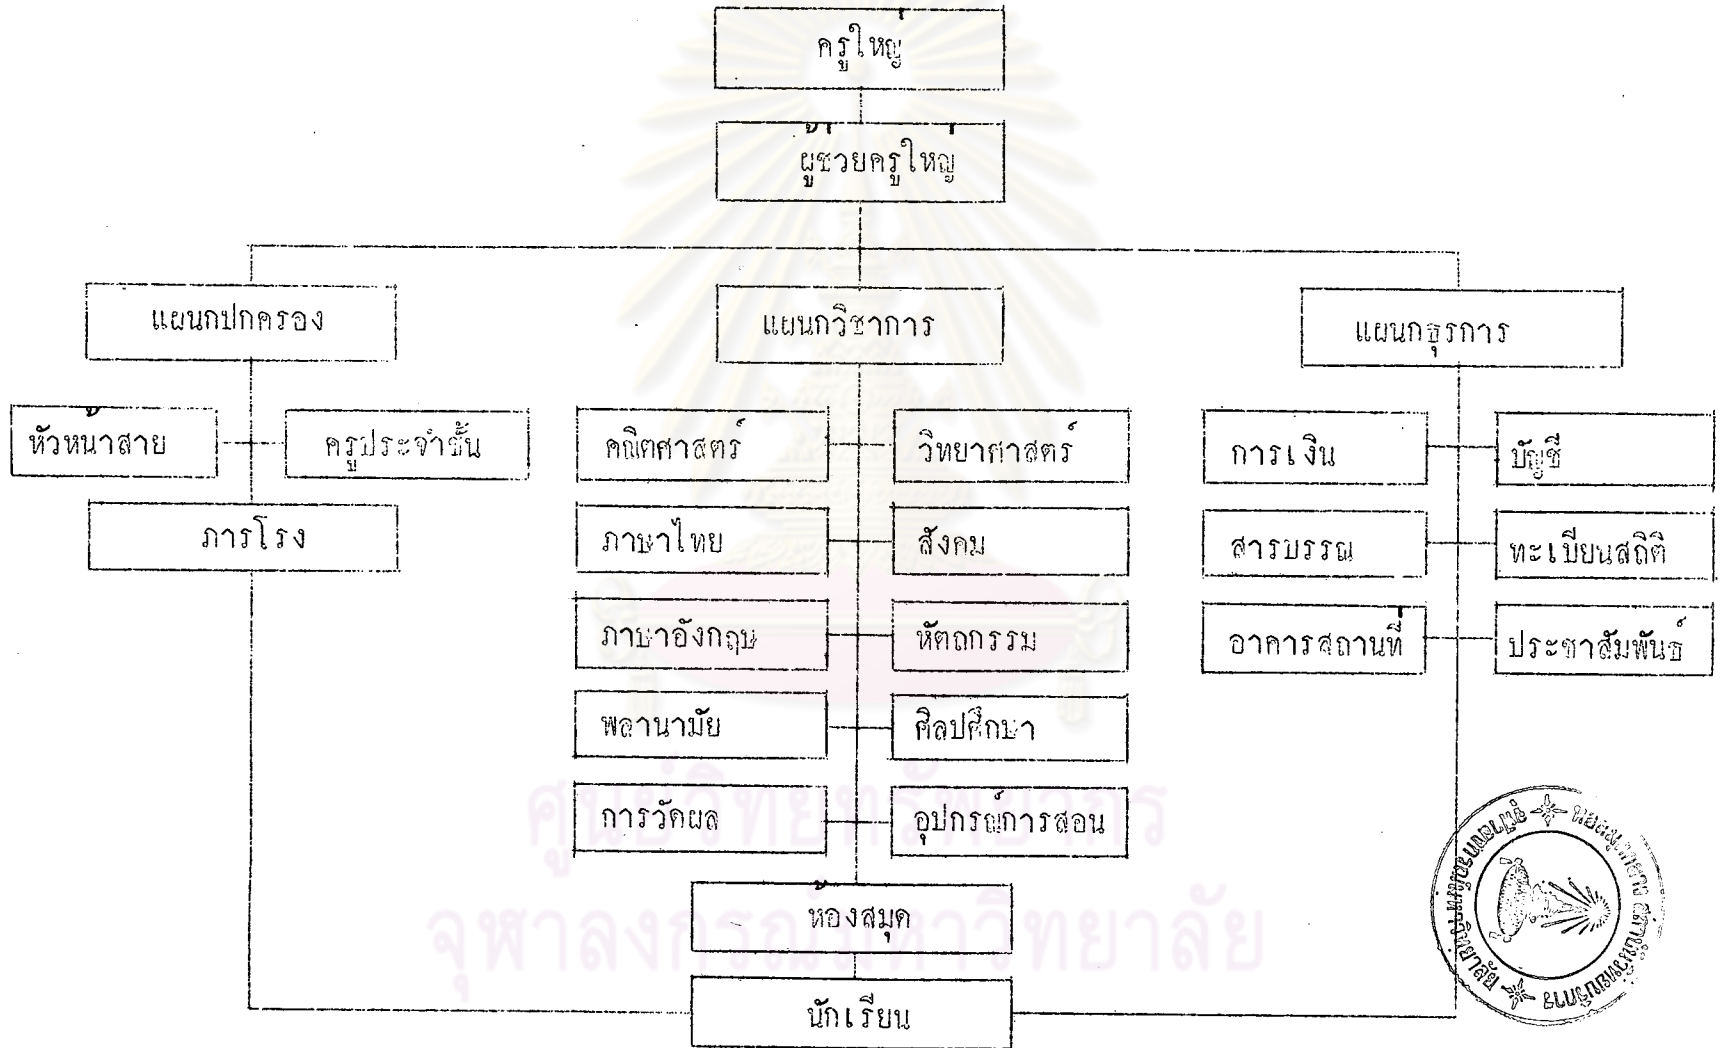 ครูใหญ่
ผู้ช่วยครูใหญ่
แผนกปกครอง
แผนกวิชาการ
แผนกธุรการ
หัวหน้าสาย
ครูประจำชั้น
คณิตศาสตร์
วิทยาศาสตร์
การเงิน
บัญชี
ภารโรง
ภาษาไทย
สังคม
สารบรรณ
ทะเบียนสถิติ
ภาษาอังกฤษ
หัตถกรรม
อาคารสถานที่
ประชาสัมพันธ์
พลานามัย
ศิลปศึกษา
การวัดผล
อุปกรณ์การสอน
ห้องสมุด
นักเรียน
ศูนย์วิทยทรัพยากร
จุฬาลงกรณ์มหาวิทยาลัย